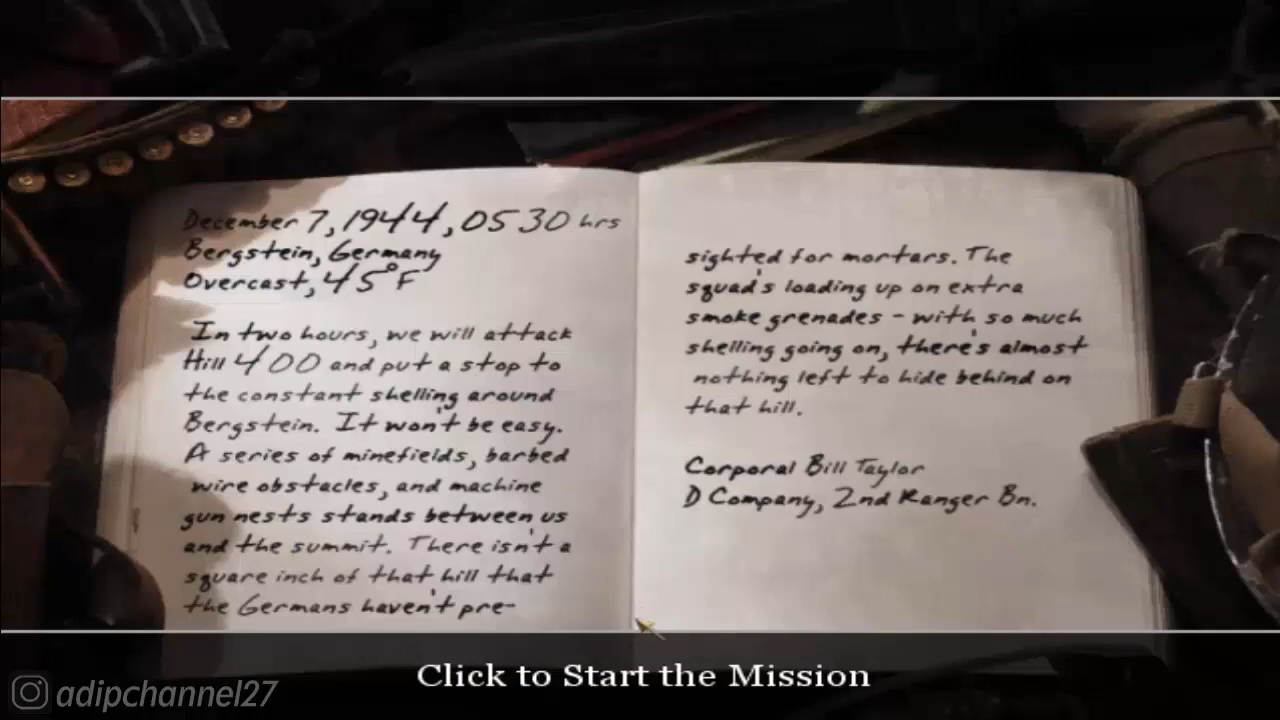 December 7, 1944, 0530 hrs
Bergstein, Germany
Overcast, 45°F
In two hours, we will attack
Hill 400 and put a stop to
the constant shelling around
Bergstein. It won't be easy.
A series of minefields, barbed
wire obstacles, and machine
gun nests stands between us
and the summit. There isn't a
square inch of that hill that
the Germans haven't pre-
sighted for mortars. The
squad's loading up on extra
smoke grenades - with so much
shelling going on, there's almost
nothing left to hide behind on
that hill.
Corporal Bill Taylor
D Company, 2nd Ranger Bn.
Click to Start the Mission
adipchannel27